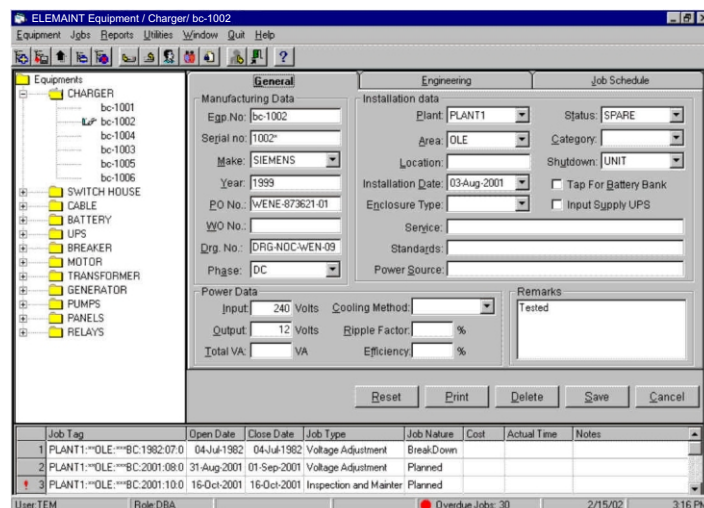 ELEMAINT Equipment / Charger/ bc-1002
Equipment Jobs Reports Utilities Window Quit Help
Equipments
CHARGER
bc-1001
bc-1002
bc-1004
bc-1003
bc-1005
bc-1006
SWITCH HOUSE
CABLE
BATTERY
UPS
BREAKER
MOTOR
TRANSFORMER
GENERATOR
PUMPS
PANELS
RELAYS
General Engineering Job Schedule
Manufacturing Data
Eqp.No: bc-1002
Serial no: 1002"
Make: SIEMENS
Year: 1999
PO No.: WENE-873621-01
WO No.:
Drg. No.: DRG-NOC-WEN-09
Phase: DC
Installation data
Plant: PLANT1 Status: SPARE
Area: OLE Category:
Location: Shutdown: UNIT
Installation Date: 03-Aug-2001 Tap For Battery Bank
Enclosure Type: Input Supply UPS
Service:
Standards:
Power Source:
Power Data
Input: 240 Volts Cooling Method:
Output: 12 Volts Ripple Factor: %
Total VA: VA Efficiency: %
Remarks
Tested
Reset Print Delete Save Cancel
Job Tag Open Date Close Date Job Type Job Nature Cost Actual Time Notes
1 PLANT1:""OLE:"""BC:1982:07:0 04-Jul-1982 04-Jul-1982 Voltage Adjustment BreakDown
2 PLANT1:""OLE:"""BC:2001:08:0 31-Aug-2001 01-Sep-2001 Voltage Adjustment Planned
! 3 PLANT1:""OLE:"""BC:2001:10:0 16-Oct-2001 16-Oct-2001 Inspection and Mainter Planned
User:TEM Role:DBA Overdue Jobs: 30 2/15/02 3:16 PM